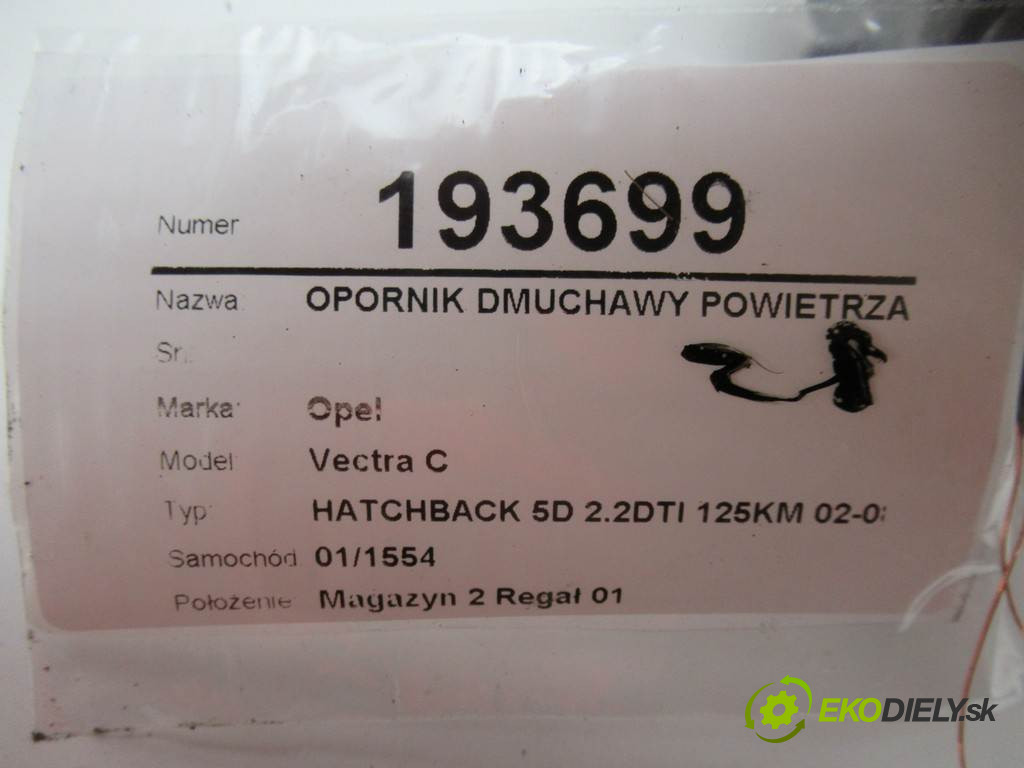 Numer 193699
Nazwa: OPORNIK DMUCHAWY POWIETRZA
Sn:
Marka: Opel
Model: Vectra C
Typ: HATCHBACK 5D 2.2DTI 125KM 02-0
Samochód 01/1554
Położenie Magazyn 2 Regał 01
EKODIELY.sk